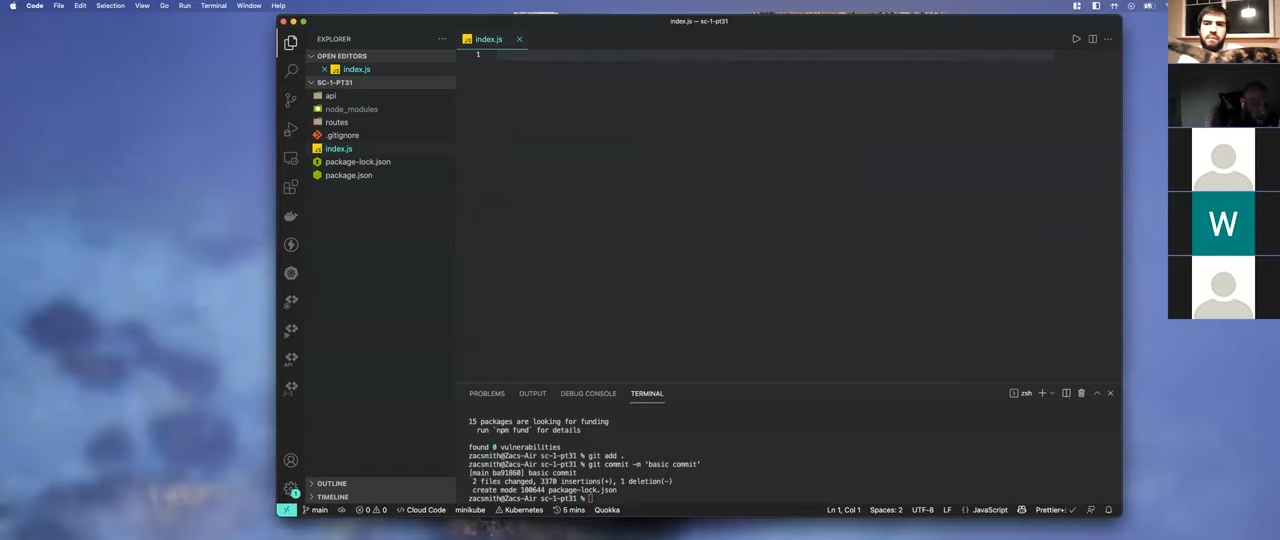 Code File Edit Selection View Go Run Terminal Window Help
index.js — sc-1-pt31
EXPLORER
index.js
OPEN EDITORS
1
index.js
SC-1-PT31
api
node_modules
routes
.gitignore
index.js
package-lock.json
package.json
W
PROBLEMS OUTPUT DEBUG CONSOLE TERMINAL
zsh
15 packages are looking for funding
run `npm fund` for details
found 0 vulnerabilities
zacsmith@Zacs-Air sc-1-pt31 % git add .
zacsmith@Zacs-Air sc-1-pt31 % git commit -m 'basic commit'
[main ba91860] basic commit
2 files changed, 3370 insertions(+), 1 deletion(-)
create mode 100644 package-lock.json
zacsmith@Zacs-Air sc-1-pt31 %
OUTLINE
TIMELINE
1
main 0 0 Cloud Code minikube Kubernetes 5 mins Quokka Ln 1, Col 1 Spaces: 2 UTF-8 LF {} JavaScript Prettier+